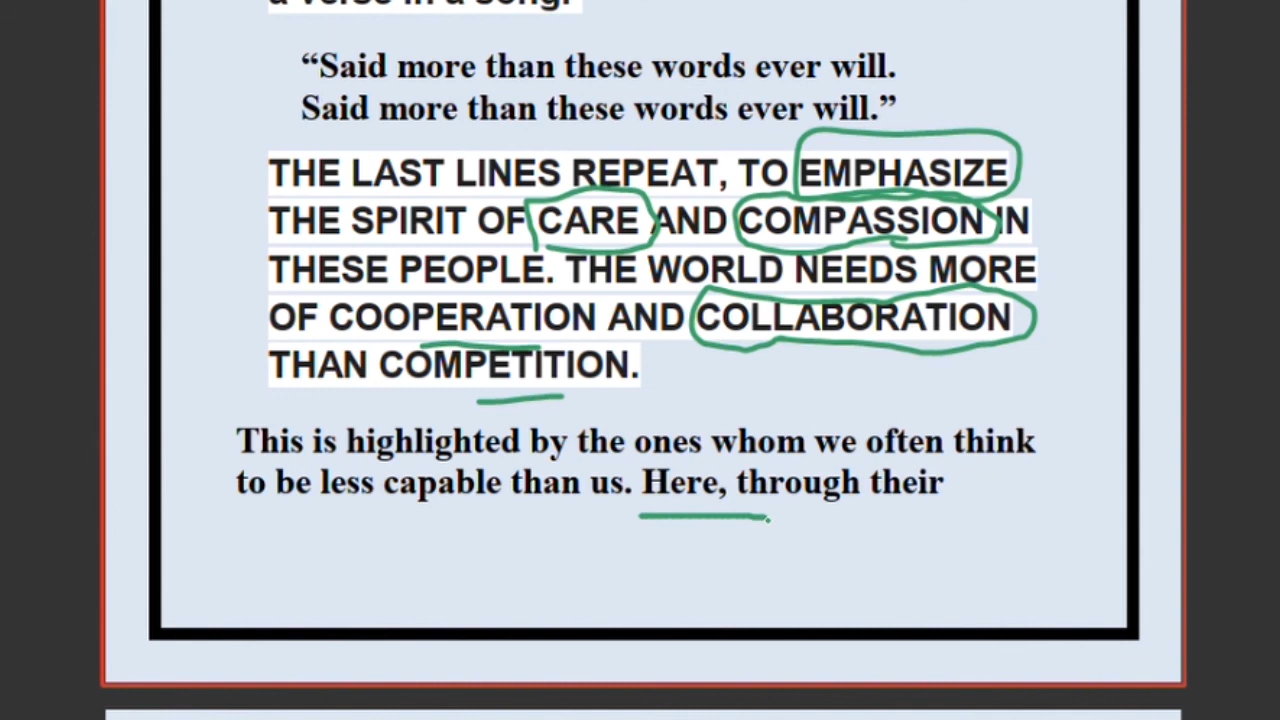 a verse in a song.
“Said more than these words ever will.
Said more than these words ever will.”
THE LAST LINES REPEAT, TO EMPHASIZE
THE SPIRIT OF CARE AND COMPASSION IN
THESE PEOPLE. THE WORLD NEEDS MORE
OF COOPERATION AND COLLABORATION
THAN COMPETITION.
This is highlighted by the ones whom we often think
to be less capable than us. Here, through their